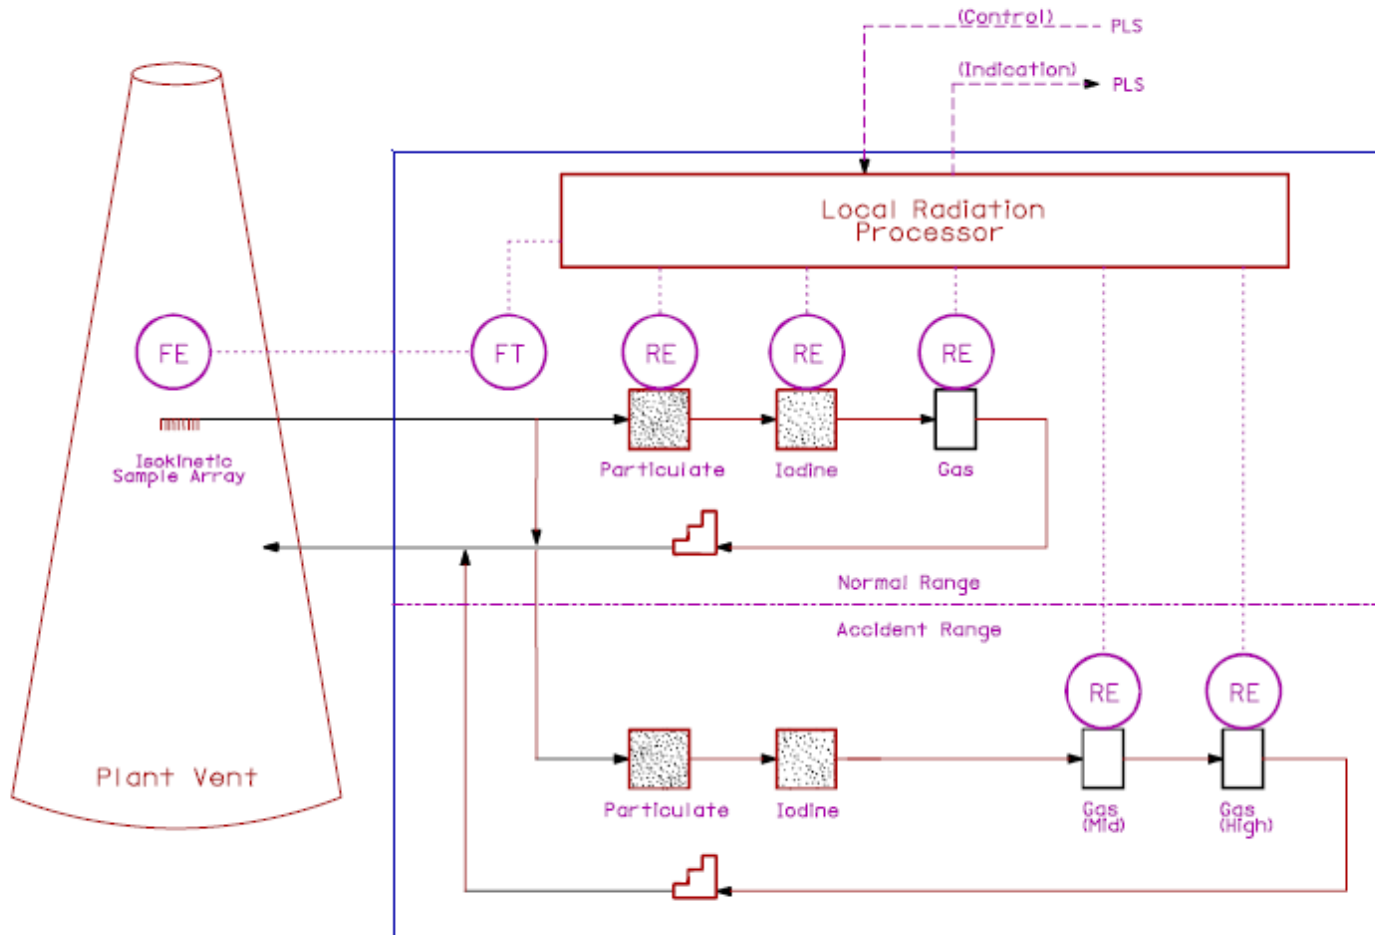 (Control)
PLS
(Indication)
PLS
Local Radiation
Processor
FE
FT
RE
RE
RE
Isokinetic
Sample Array
Particulate
Iodine
Gas
Normal Range
Accident Range
RE
RE
Plant Vent
Particulate
Iodine
Gas
(Mid)
Gas
(High)